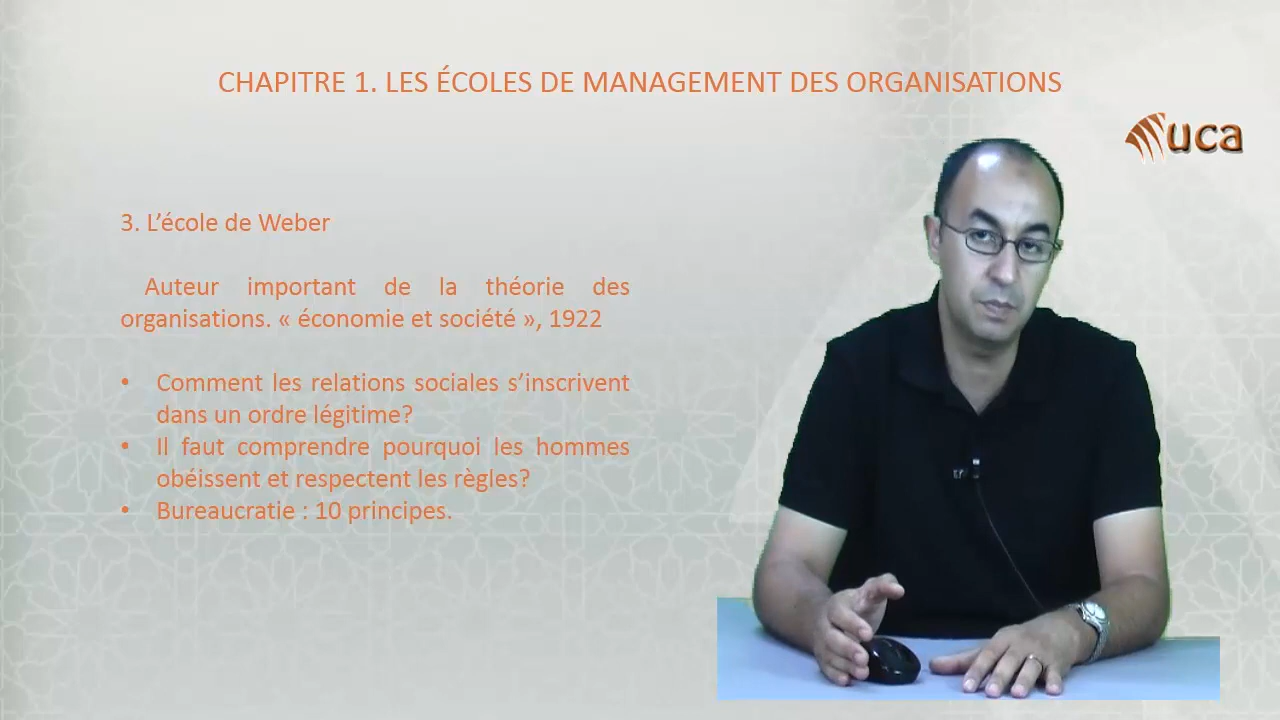 CHAPITRE 1. LES ÉCOLES DE MANAGEMENT DES ORGANISATIONS
uca
3. L’école de Weber
Auteur important de la théorie des
organisations. « économie et société », 1922
• Comment les relations sociales s’inscrivent
dans un ordre légitime?
• Il faut comprendre pourquoi les hommes
obéissent et respectent les règles?
• Bureaucratie : 10 principes.